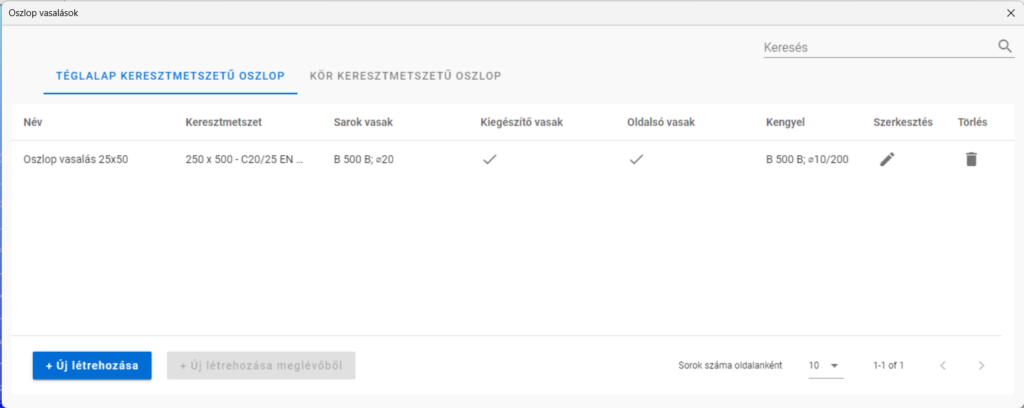 Oszlop vasalások
Keresés
TÉGLALAP KERESZTMETSZETŰ OSZLOP KÖR KERESZTMETSZETŰ OSZLOP
Név Keresztmetszet Sarok vasak Kiegészítő vasak Oldalsó vasak Kengyel Szerkesztés Törlés
Oszlop vasalás 25x50 250 x 500 - C20/25 EN ... B 500 B; ⌀20 B 500 B; ⌀10/200
+ Új létrehozása + Új létrehozása meglévőből Sorok száma oldalanként 10 1-1 of 1